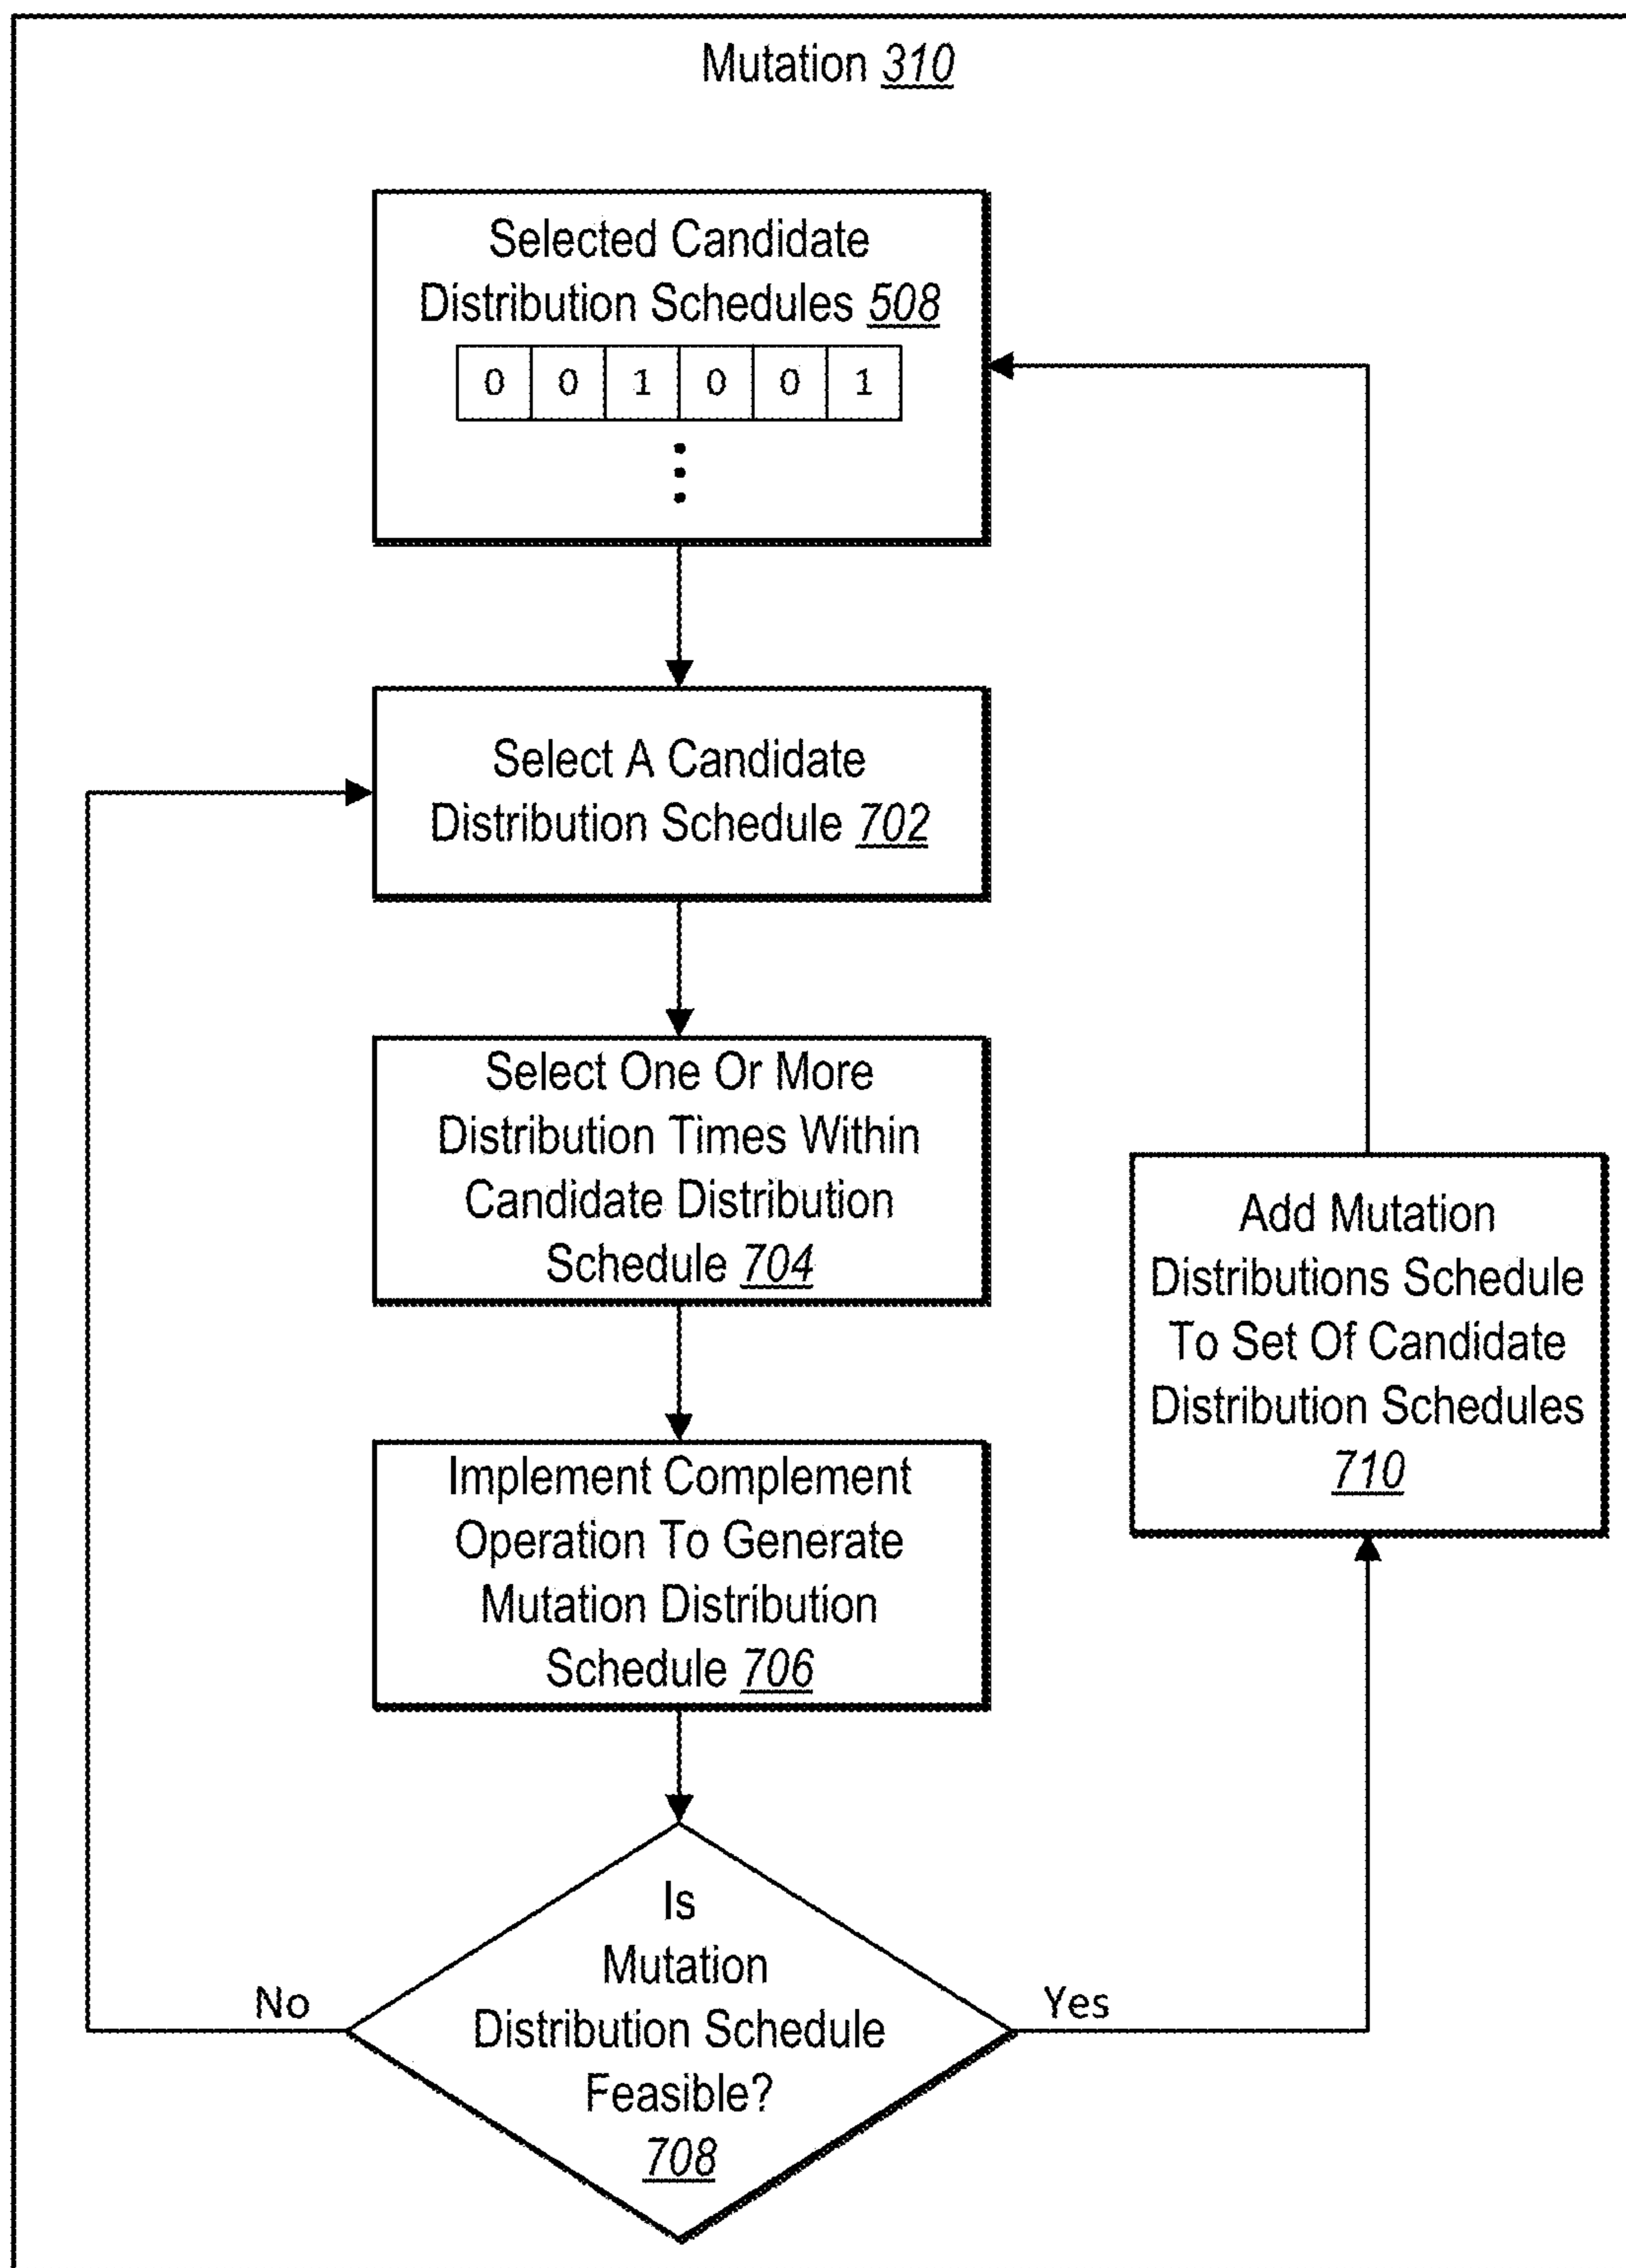 Mutation 310
Selected Candidate
Distribution Schedules 508
0 0 1 0 0 1
Select A Candidate
Distribution Schedule 702
Select One Or More
Distribution Times Within
Candidate Distribution
Schedule 704
Add Mutation
Distributions Schedule
To Set Of Candidate
Distribution Schedules
710
Implement Complement
Operation To Generate
Mutation Distribution
Schedule 706
Is
Mutation
Distribution Schedule
Feasible?
708
No
Yes